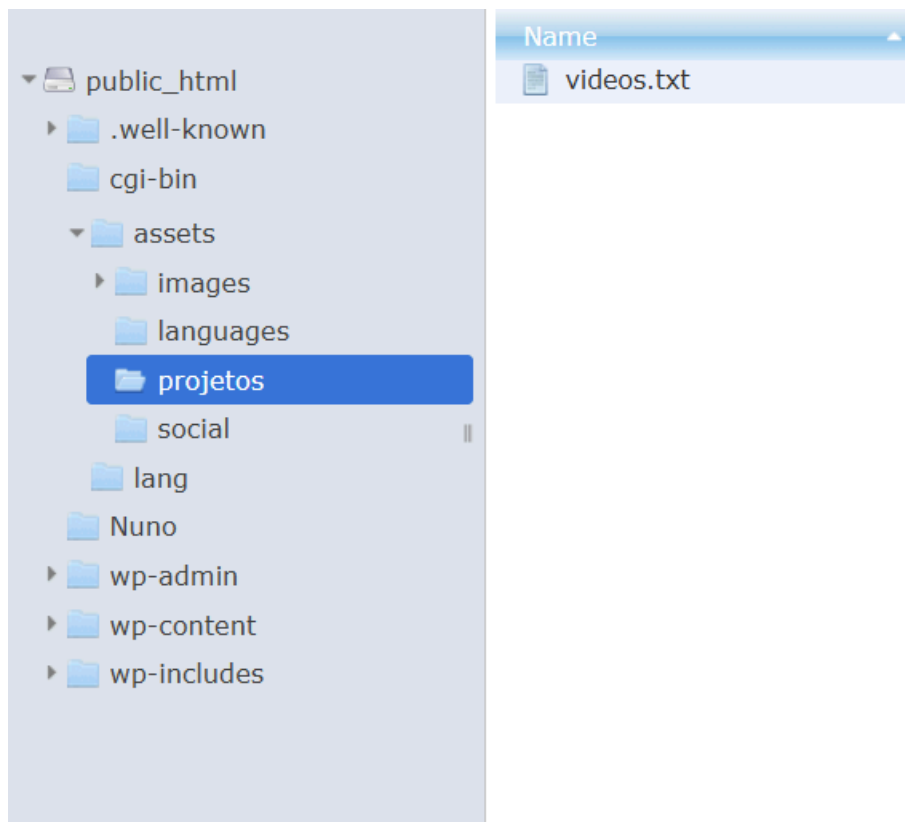 public_html
.well-known
cgi-bin
assets
images
languages
projetos
social
lang
Nuno
wp-admin
wp-content
wp-includes
Name
videos.txt